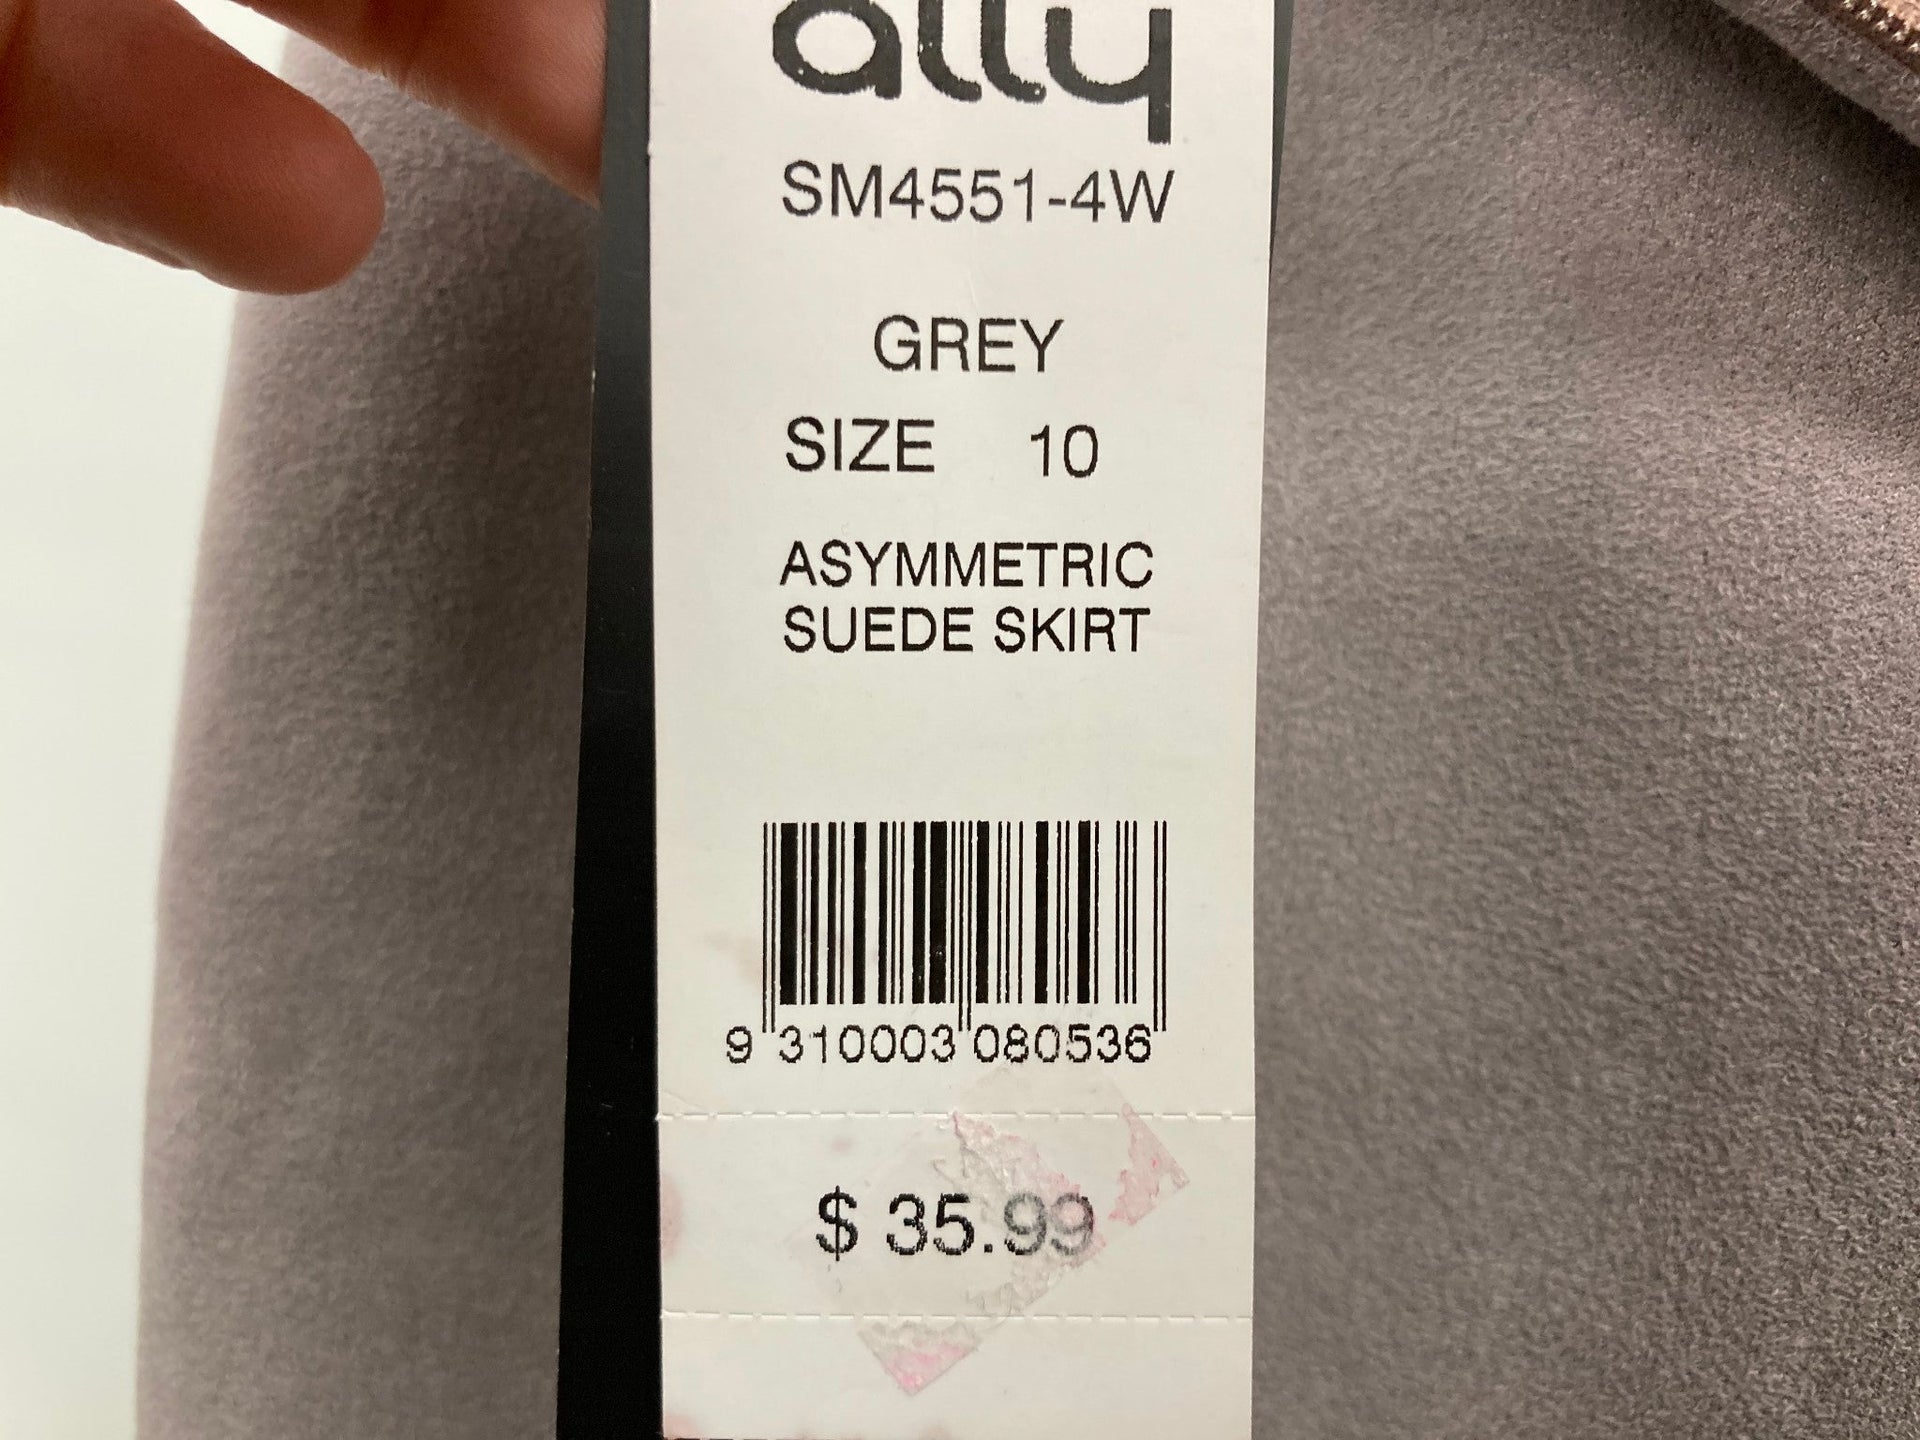 ally
SM4551-4W
GREY
SIZE 10
ASYMMETRIC
SUEDE SKIRT
9 310003 080536
$ 35.99